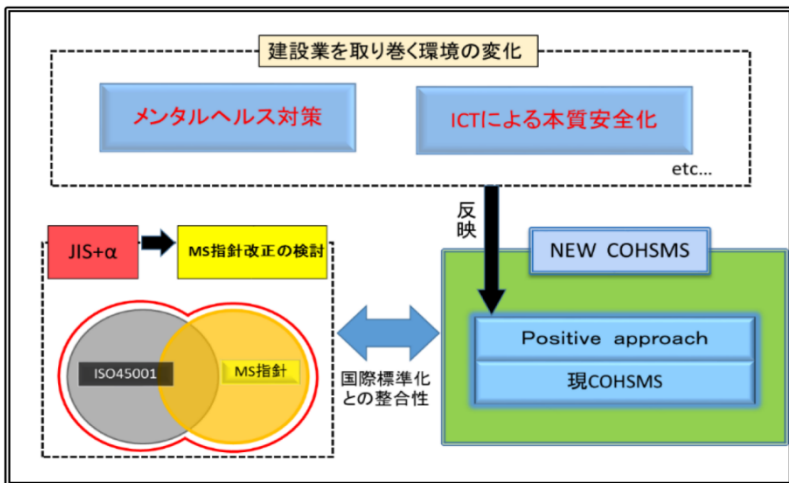 建設業を取り巻く環境の変化
メンタルヘルス対策
ICTによる本質安全化
etc...
反映
JIS+α
MS指針改正の検討
NEW COHSMS
ISO45001
MS指針
国際標準化
との整合性
Positive approach
現COHSMS